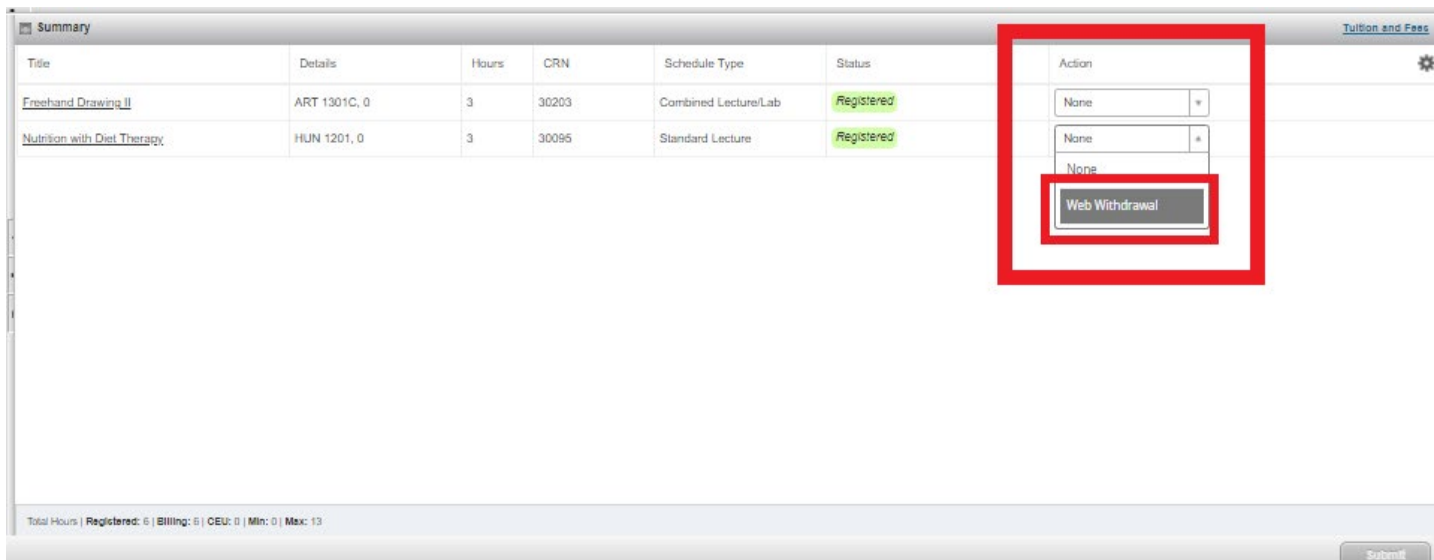 Summary Tuition and Fees
Title Details Hours CRN Schedule Type Status Action
Freehand Drawing II ART 1301C, 0 3 30203 Combined Lecture/Lab Registered None
Nutrition with Diet Therapy HUN 1201, 0 3 30095 Standard Lecture Registered None
None
Web Withdrawal
Total Hours | Registered: 6 | Billing: 6 | CEU: 0 | Min: 0 | Max: 13
Submit